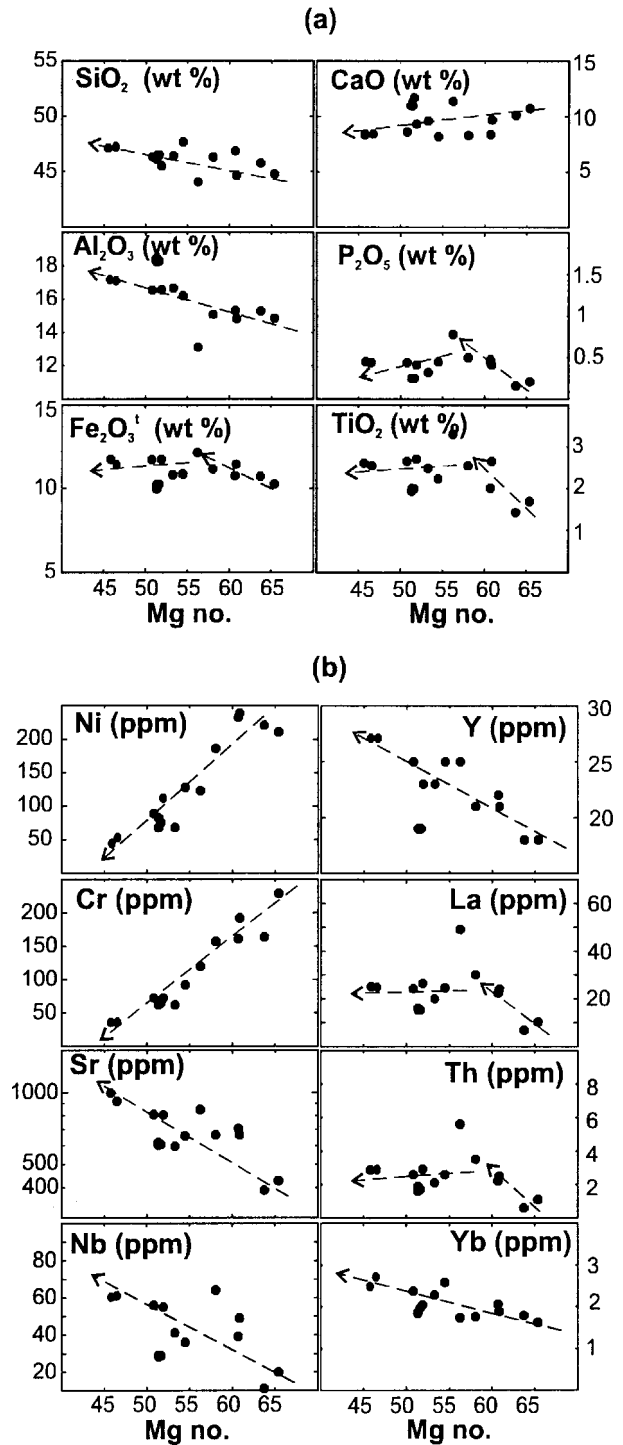 (a)
SiO₂ (wt %)
CaO (wt %)
55
50
45
15
10
5
Al₂O₃ (wt %)
P₂O₅ (wt %)
18
16
14
12
1.5
1
0.5
Fe₂O₃ᵗ (wt %)
TiO₂ (wt %)
15
10
5
3
2
1
45 50 55 60 65
45 50 55 60 65
Mg no.
Mg no.
(b)
Ni (ppm)
Y (ppm)
200
150
100
50
30
25
20
Cr (ppm)
La (ppm)
200
150
100
50
60
40
20
Sr (ppm)
Th (ppm)
1000
500
400
8
6
4
2
Nb (ppm)
Yb (ppm)
80
60
40
20
3
2
1
45 50 55 60 65
45 50 55 60 65
Mg no.
Mg no.